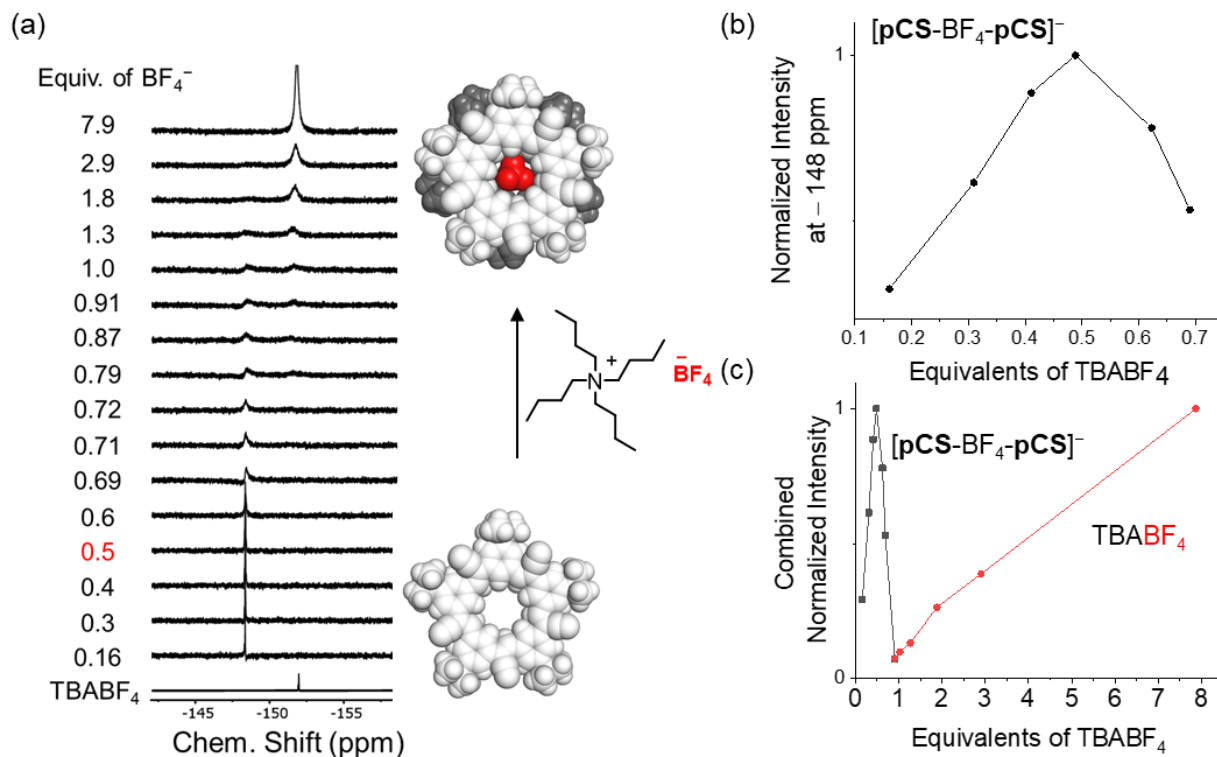 (a)
Equiv. of BF₄⁻
7.9
2.9
1.8
1.3
1.0
0.91
0.87
0.79
0.72
0.71
0.69
0.6
0.5
0.4
0.3
0.16
TBABF₄
-145 -150 -155
Chem. Shift (ppm)
N +
BF₄ −
(b)
[pCS-BF₄-pCS]⁻
Normalized Intensity
at – 148 ppm
1
0.1 0.2 0.3 0.4 0.5 0.6 0.7
Equivalents of TBABF4
(c)
[pCS-BF₄-pCS]⁻
TBABF₄
Combined
Normalized Intensity
1
0
0 1 2 3 4 5 6 7 8
Equivalents of TBABF₄